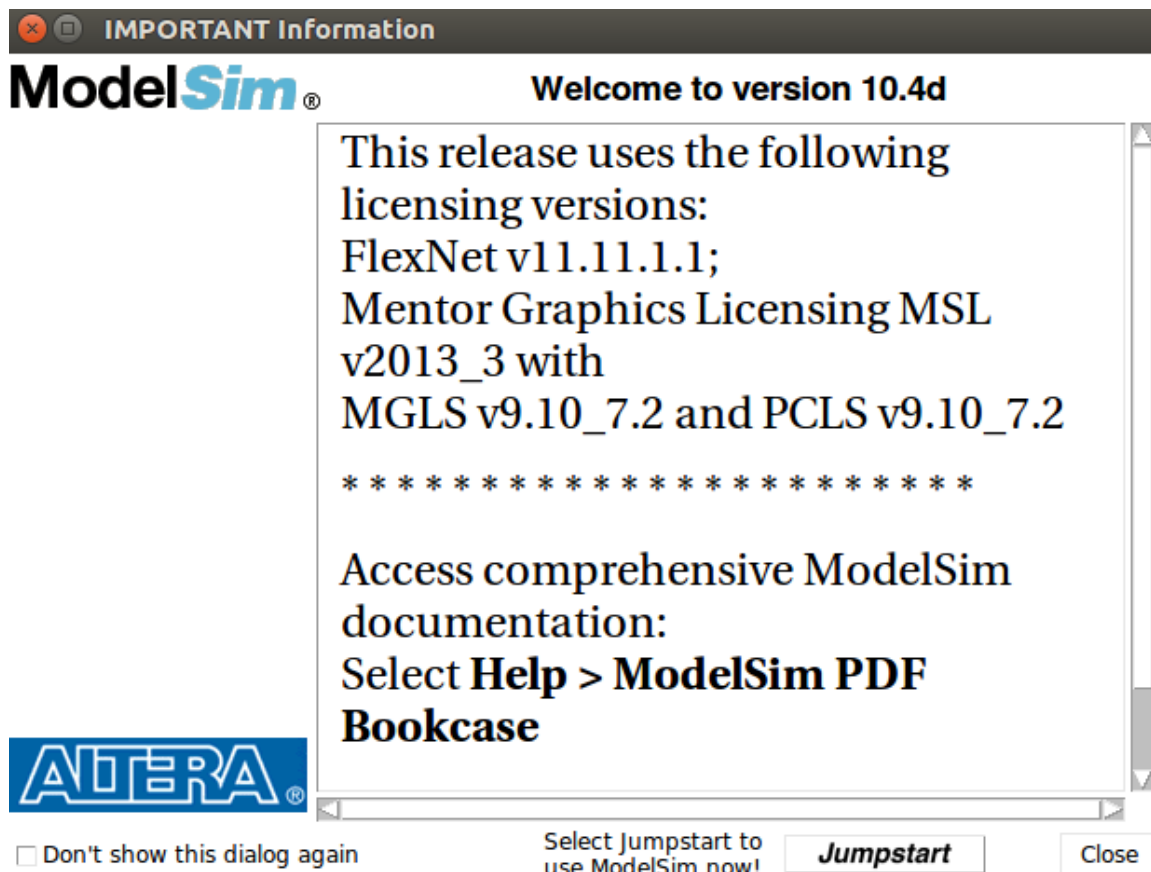 IMPORTANT Information
ModelSim®
Welcome to version 10.4d
This release uses the following
licensing versions:
FlexNet v11.11.1.1;
Mentor Graphics Licensing MSL
v2013_3 with
MGLS v9.10_7.2 and PCLS v9.10_7.2
* * * * * * * * * * * * * * * * * * * * * * *
Access comprehensive ModelSim
documentation:
Select Help > ModelSim PDF
Bookcase
ALTERA®
Don't show this dialog again
Select Jumpstart to
use ModelSim now!
Jumpstart
Close